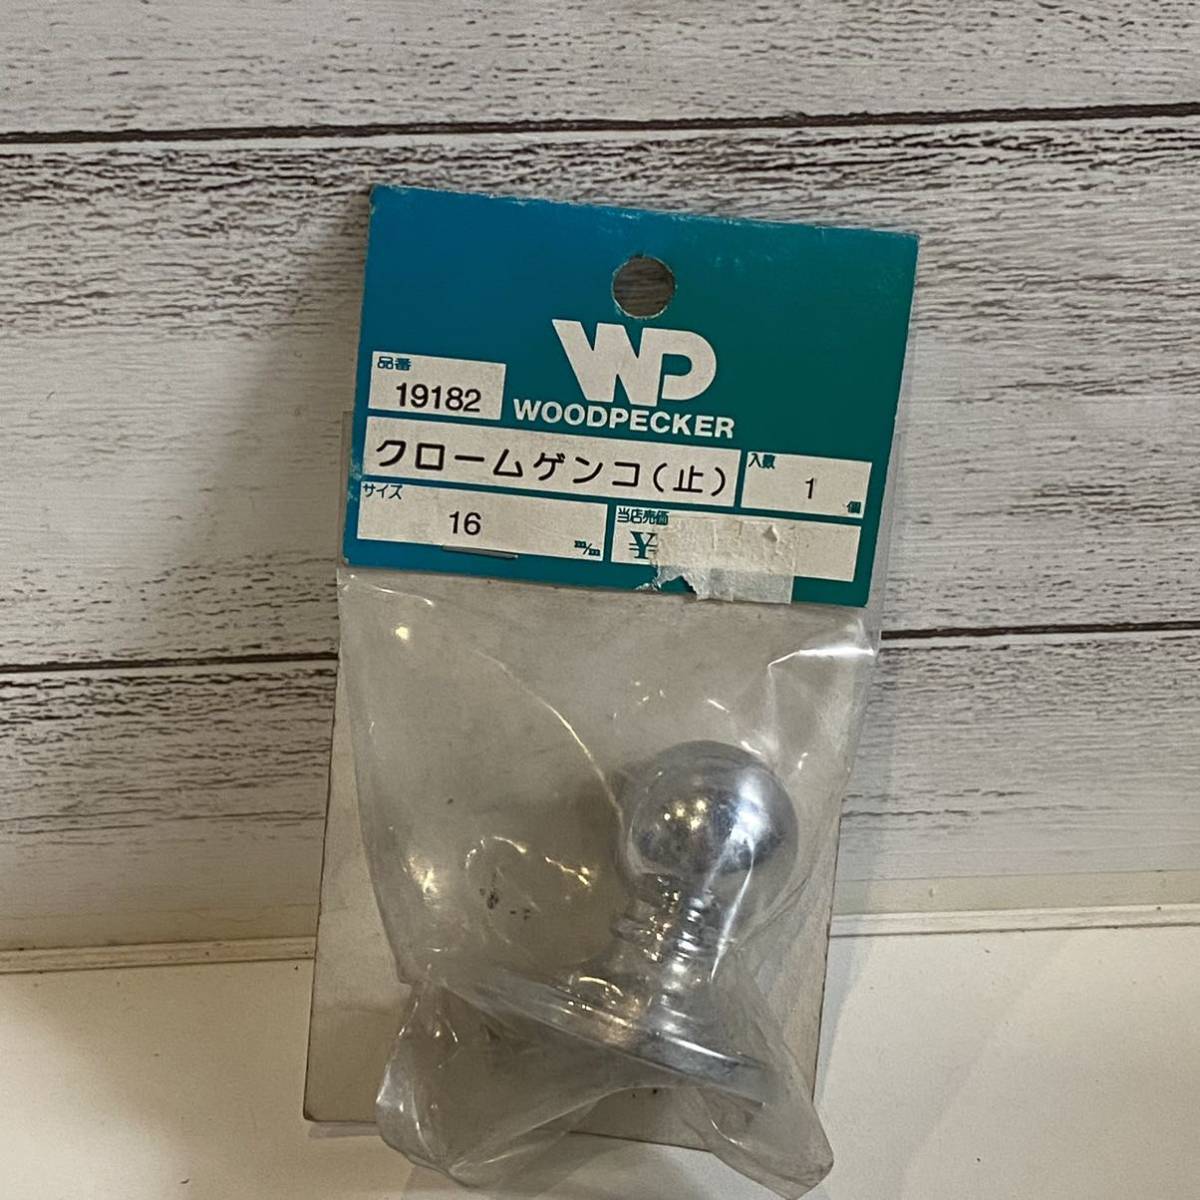 WP
WOODPECKER
品番
19182
クロームゲンコ(止)
入数
1 個
サイズ
16 m/m
当店売価
¥